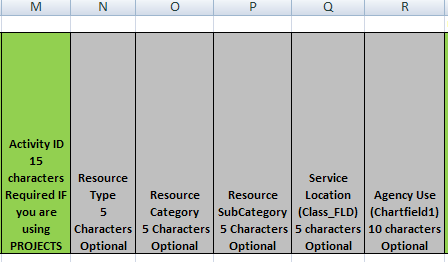 M N O P Q R
Activity ID
15
characters
Required IF
you are
using
PROJECTS
Resource
Type
5
Characters
Optional
Resource
Category
5 Characters
Optional
Resource
SubCategory
5 Characters
Optional
Service
Location
(Class_FLD)
5 characters
Optional
Agency Use
(Chartfield1)
10 characters
Optional